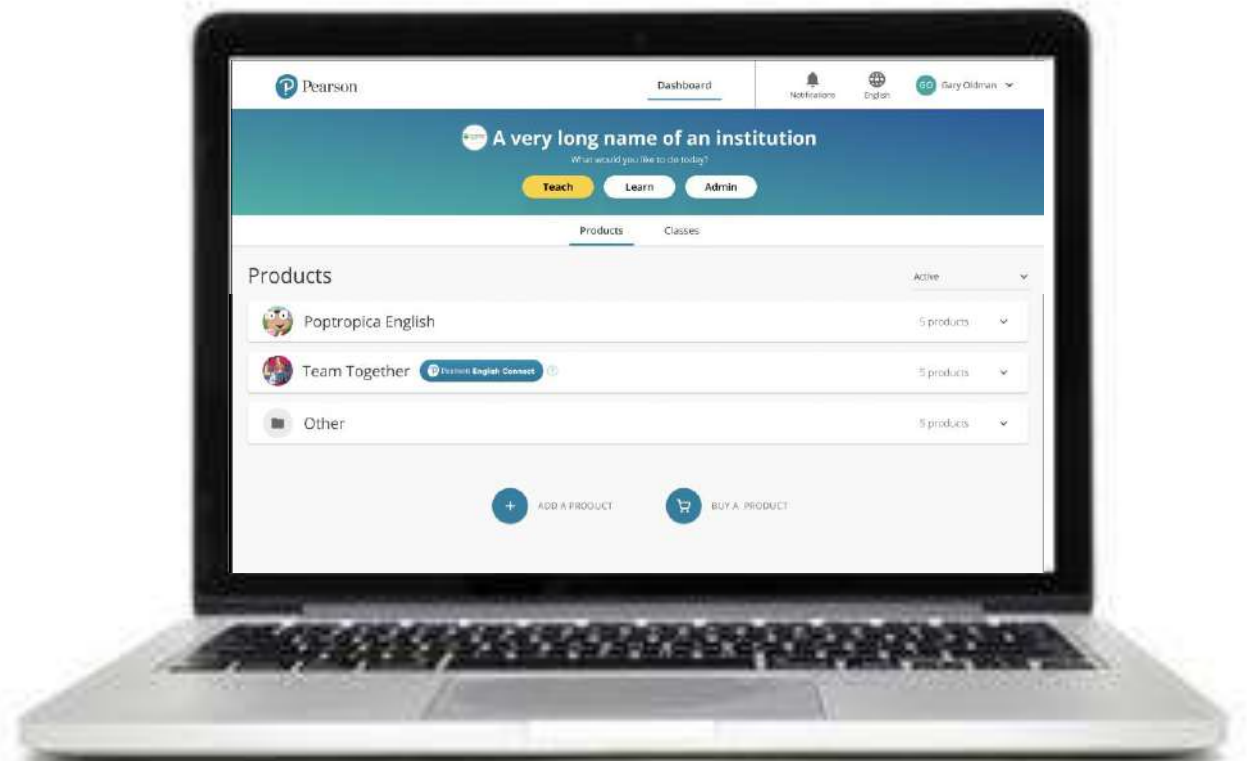 Pearson
Dashboard
Notifications
English
GO
Gary Oldman
A very long name of an institution
What would you like to do today?
Teach
Learn
Admin
Products
Classes
Products
Active
Poptropica English
5 products
Team Together
Pearson English Connect
5 products
Other
5 products
ADD A PRODUCT
BUY A PRODUCT